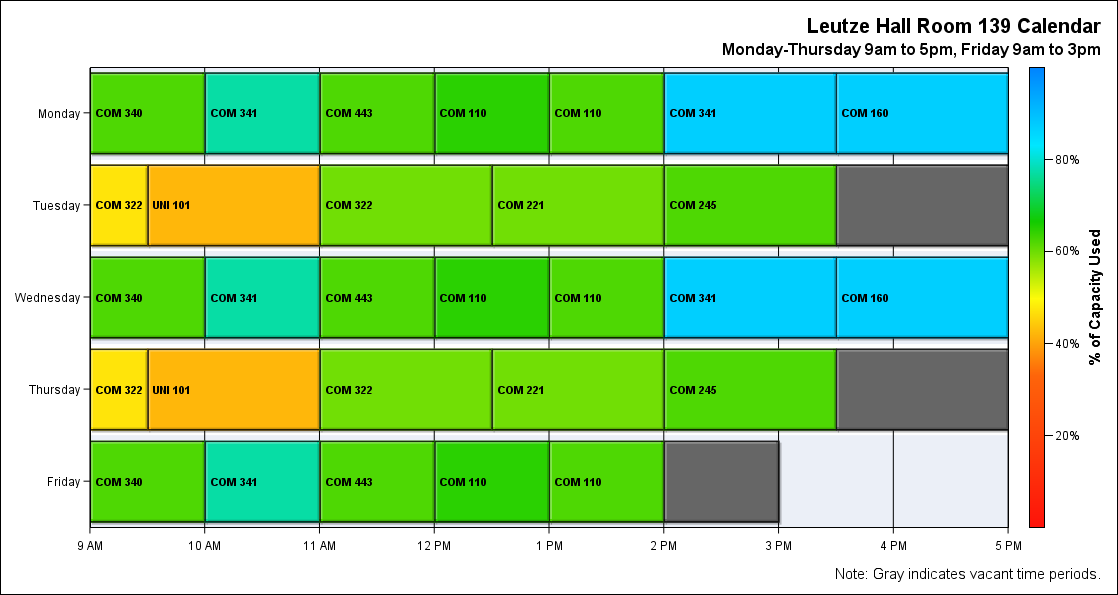 Leutze Hall Room 139 Calendar
Monday-Thursday 9am to 5pm, Friday 9am to 3pm
Monday COM 340 COM 341 COM 443 COM 110 COM 110 COM 341 COM 160
Tuesday COM 322 UNI 101 COM 322 COM 221 COM 245
Wednesday COM 340 COM 341 COM 443 COM 110 COM 110 COM 341 COM 160
Thursday COM 322 UNI 101 COM 322 COM 221 COM 245
Friday COM 340 COM 341 COM 443 COM 110 COM 110
9 AM 10 AM 11 AM 12 PM 1 PM 2 PM 3 PM 4 PM 5 PM
80%
60%
40%
20%
% of Capacity Used
Note: Gray indicates vacant time periods.